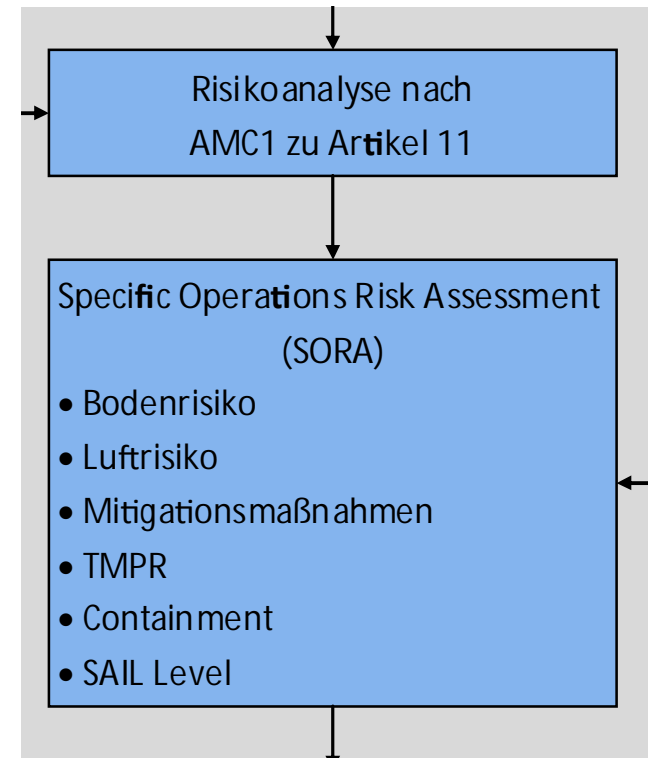 Risikoanalyse nach
AMC1 zu Artikel 11
Specific Operations Risk Assessment
(SORA)
• Bodenrisiko
• Luftrisiko
• Mitigationsmaßnahmen
• TMPR
• Containment
• SAIL Level